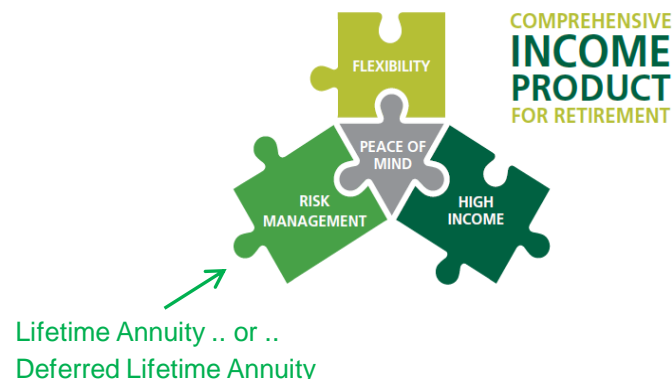 COMPREHENSIVE
INCOME
PRODUCT
FOR RETIREMENT
FLEXIBILITY
PEACE OF
MIND
RISK
MANAGEMENT
HIGH
INCOME
Lifetime Annuity .. or ..
Deferred Lifetime Annuity